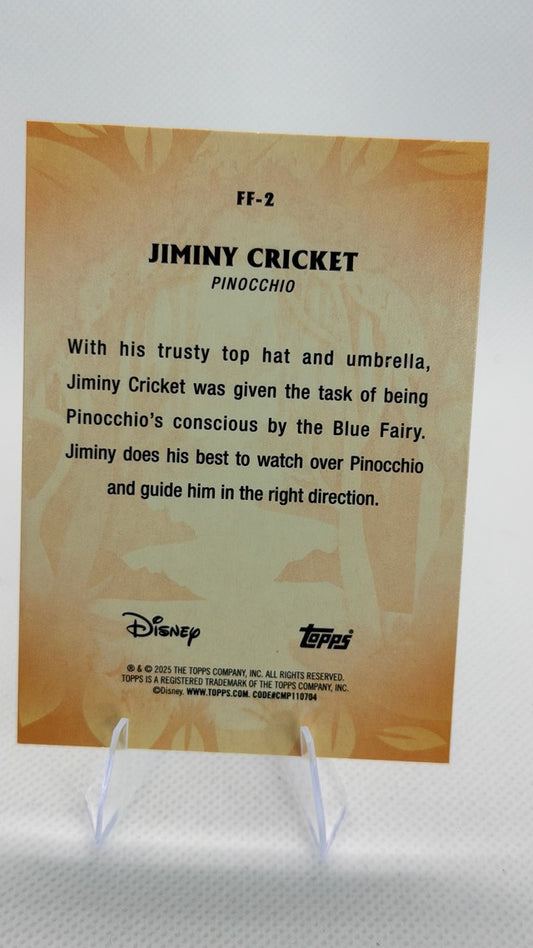 FF-2
JIMINY CRICKET
PINOCCHIO
With his trusty top hat and umbrella,
Jiminy Cricket was given the task of being
Pinocchio's conscious by the Blue Fairy.
Jiminy does his best to watch over Pinocchio
and guide him in the right direction.
Disney topps
® & © 2025 THE TOPPS COMPANY, INC. ALL RIGHTS RESERVED.
TOPPS IS A REGISTERED TRADEMARK OF THE TOPPS COMPANY, INC.
©Disney. WWW.TOPPS.COM. CODE#CMP110704